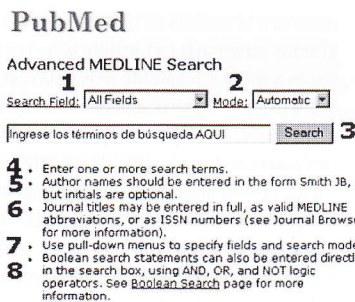 PubMed
Advanced MEDLINE Search
1 2
Search Field: All Fields Mode: Automatic
Ingrese los términos de búsqueda AQUI Search 3
4 • Enter one or more search terms.
5 • Author names should be entered in the form Smith JB,
but initials are optional.
6 • Journal titles may be entered in full, as valid MEDLINE
abbreviations, or as ISSN numbers (see Journal Browse
for more information).
7 • Use pull-down menus to specify fields and search mode
8 • Boolean search statements can also be entered directl
in the search box, using AND, OR, and NOT logic
operators. See Boolean Search page for more
information.